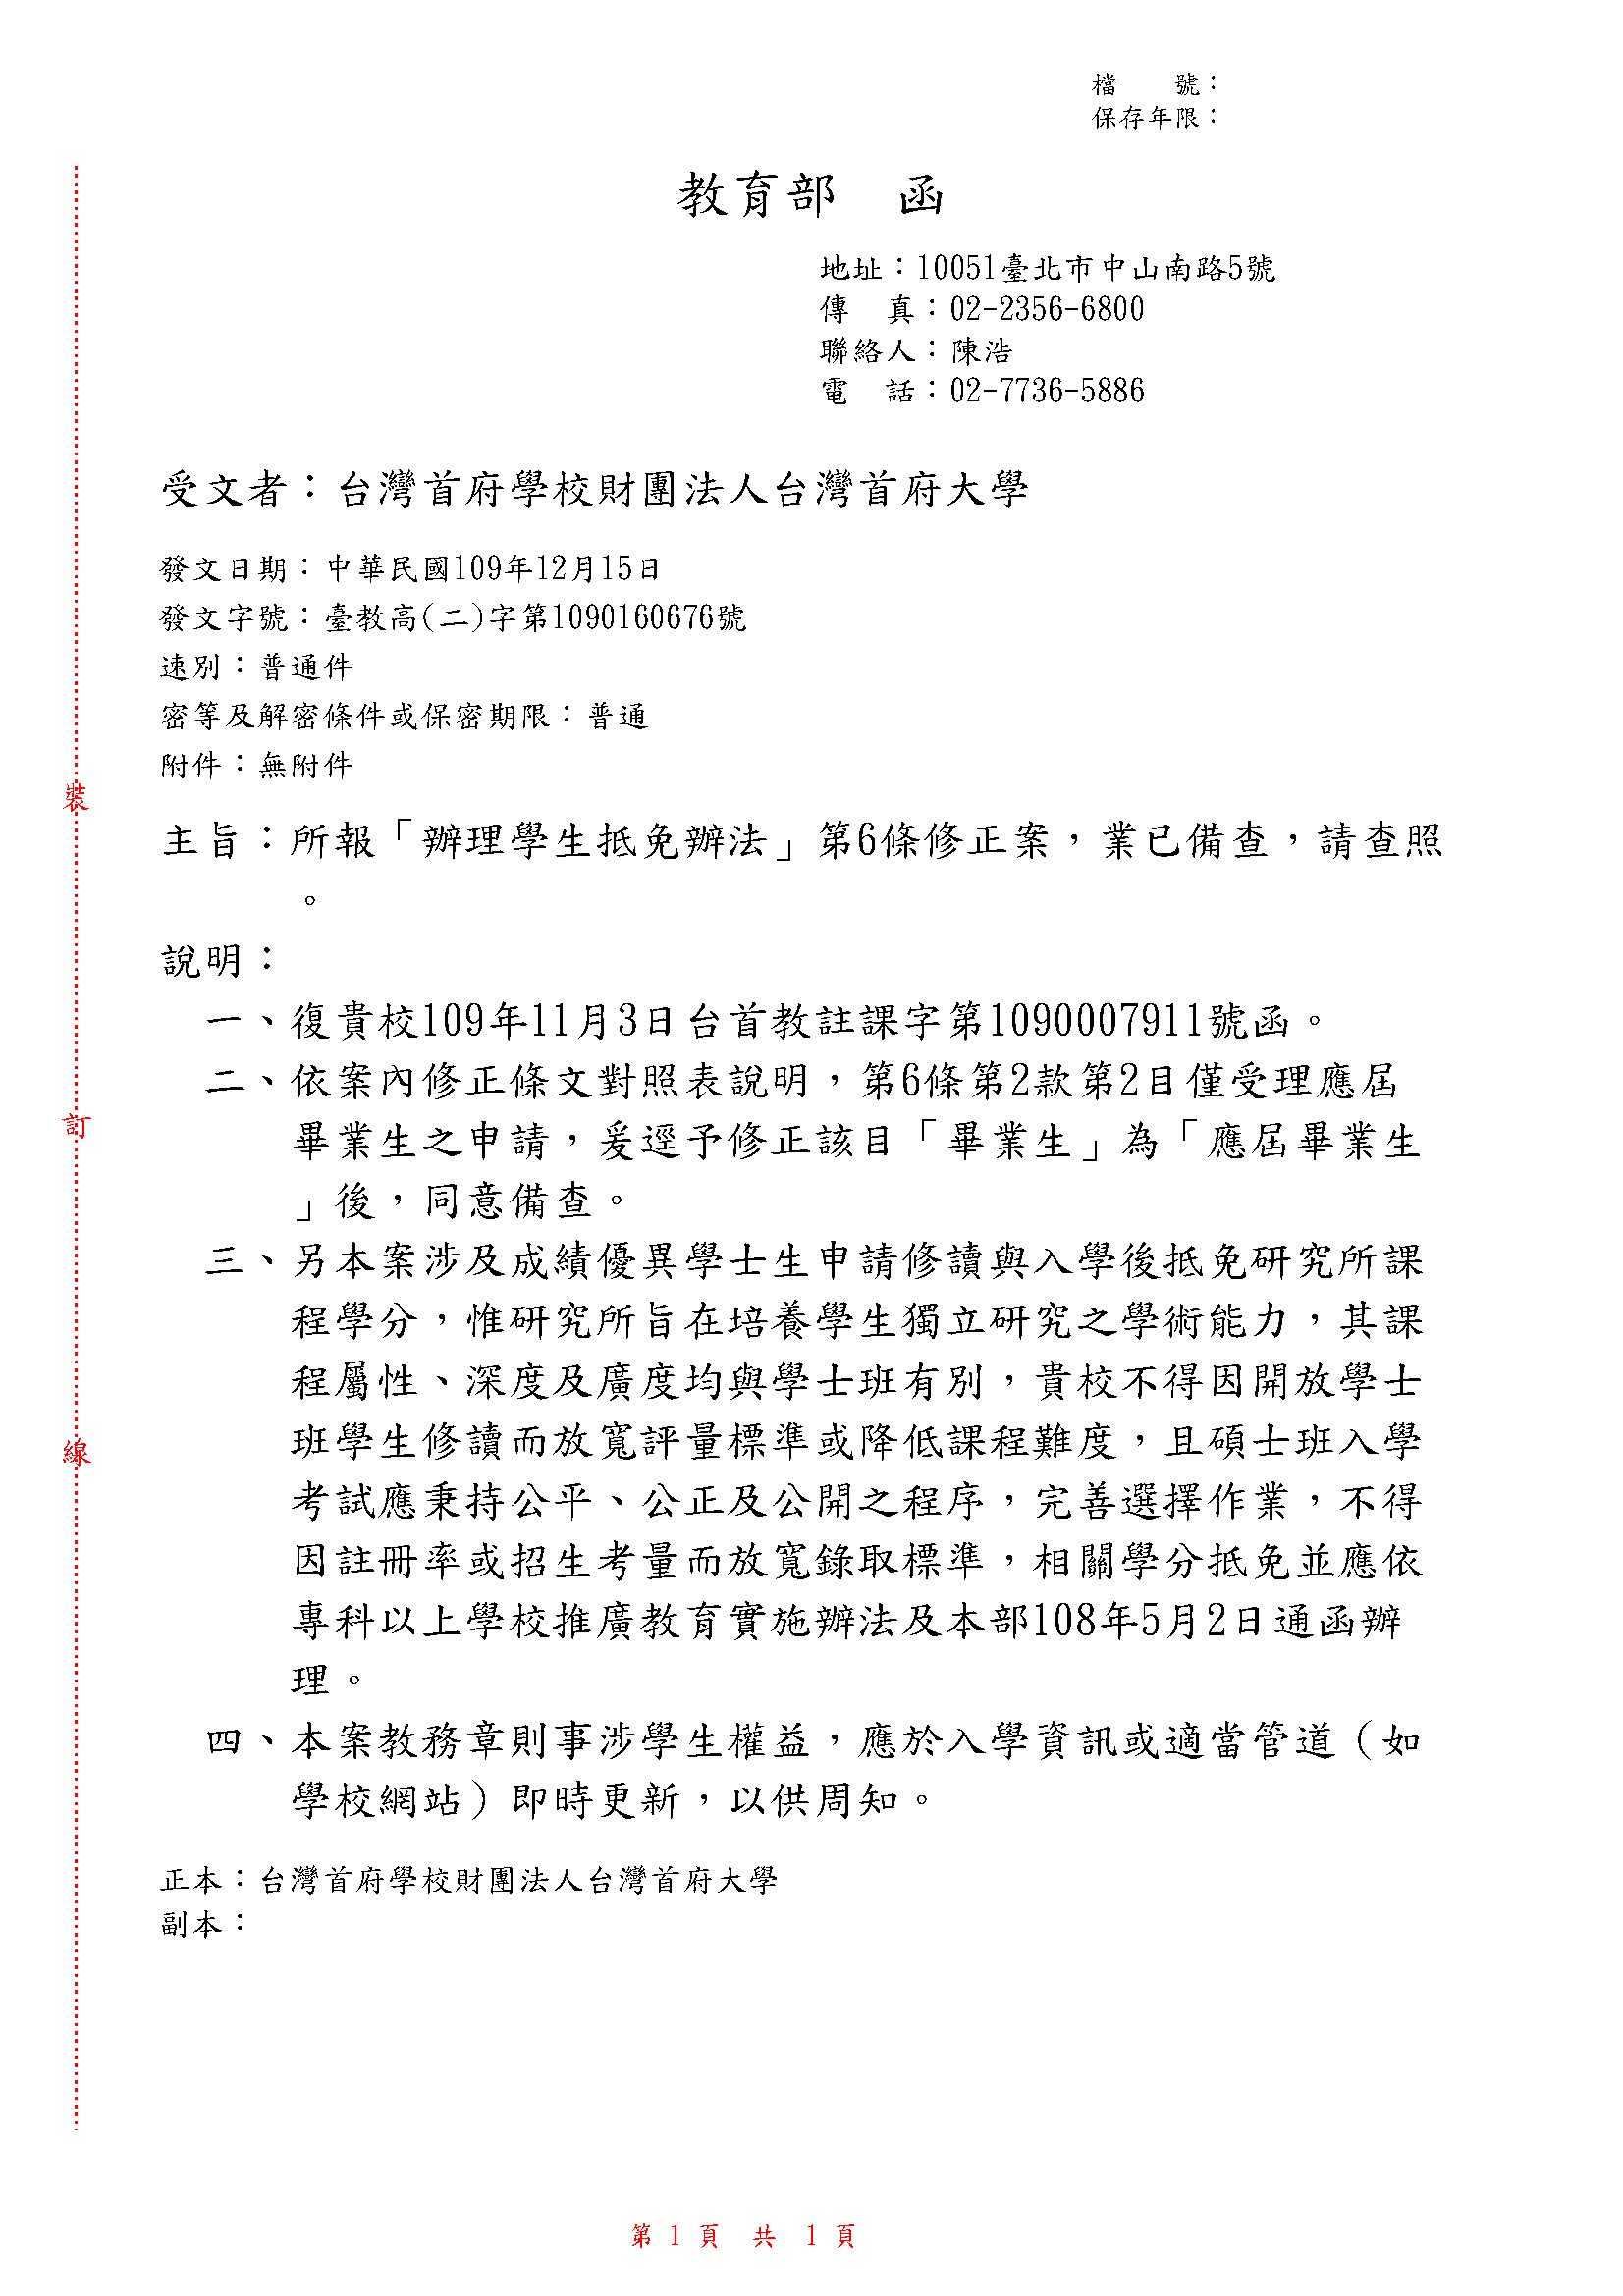 檔　　號：
保存年限：
教育部　函
地址：10051臺北市中山南路5號
傳　真：02-2356-6800
聯絡人：陳浩
電　話：02-7736-5886
受文者：台灣首府學校財團法人台灣首府大學
發文日期：中華民國109年12月15日
發文字號：臺教高(二)字第1090160676號
速別：普通件
密等及解密條件或保密期限：普通
附件：無附件
主旨：所報「辦理學生抵免辦法」第6條修正案，業已備查，請查照
。
說明：
一、復貴校109年11月3日台首教註課字第1090007911號函。
二、依案內修正條文對照表說明，第6條第2款第2目僅受理應屆
畢業生之申請，爰逕予修正該目「畢業生」為「應屆畢業生
」後，同意備查。
三、另本案涉及成績優異學士生申請修讀與入學後抵免研究所課
程學分，惟研究所旨在培養學生獨立研究之學術能力，其課
程屬性、深度及廣度均與學士班有別，貴校不得因開放學士
班學生修讀而放寬評量標準或降低課程難度，且碩士班入學
考試應秉持公平、公正及公開之程序，完善選擇作業，不得
因註冊率或招生考量而放寬錄取標準，相關學分抵免並應依
專科以上學校推廣教育實施辦法及本部108年5月2日通函辦
理。
四、本案教務章則事涉學生權益，應於入學資訊或適當管道（如
學校網站）即時更新，以供周知。
正本：台灣首府學校財團法人台灣首府大學
副本：
裝
訂
線
第 1 頁　共　1 頁